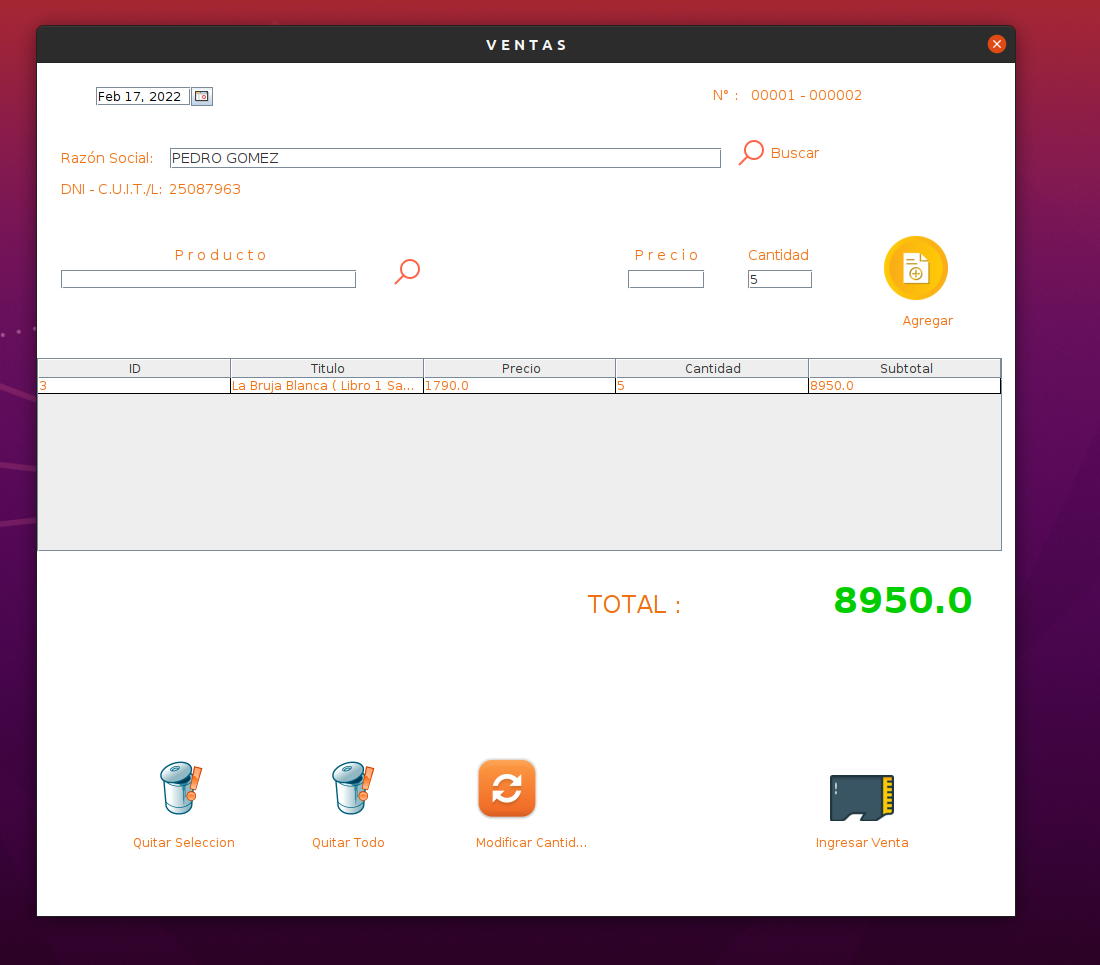 VENTAS
Feb 17, 2022
N° : 00001 - 000002
Razón Social: PEDRO GOMEZ
Buscar
DNI - C.U.I.T./L: 25087963
Producto Precio Cantidad
5
Agregar
ID Titulo Precio Cantidad Subtotal
3 La Bruja Blanca ( Libro 1 Sa... 1790.0 5 8950.0
TOTAL : 8950.0
Quitar Seleccion Quitar Todo Modificar Cantid... Ingresar Venta